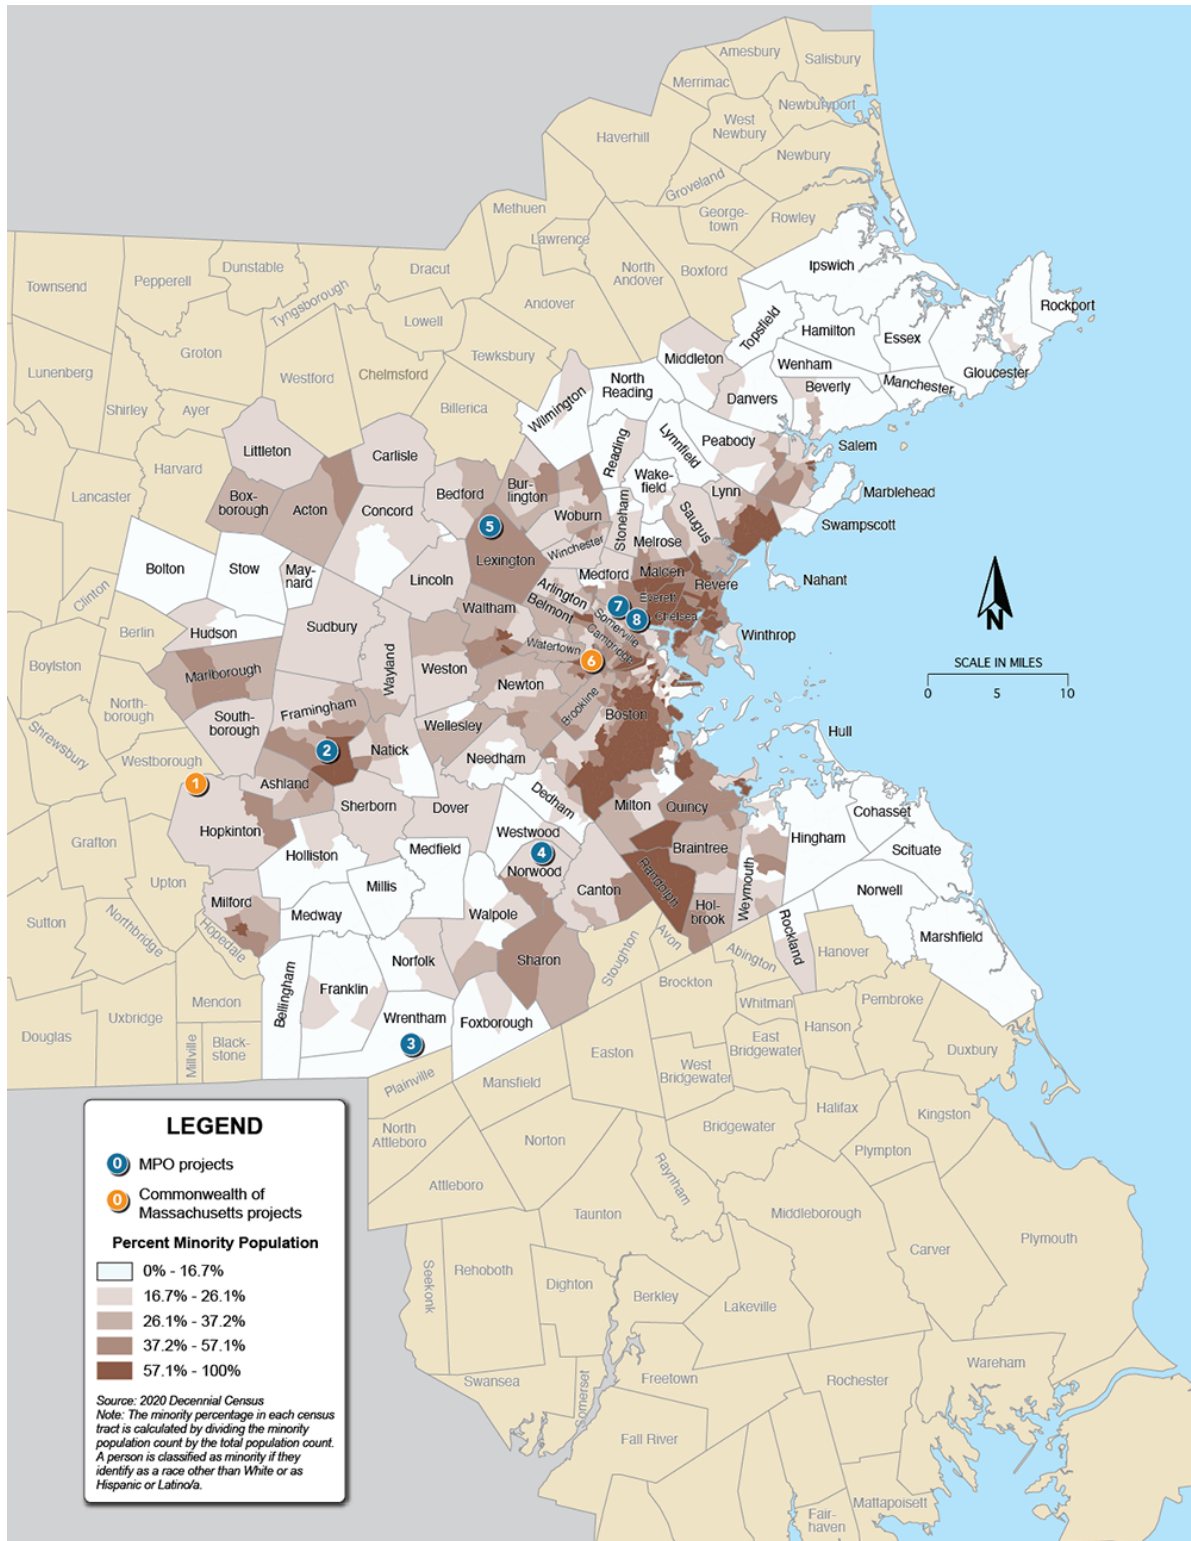 Amesbury
Salisbury
Merrimac
Newburyport
West
Newbury
Haverhill
Newbury
Groveland
Methuen
George-
town
Rowley
Lawrence
North
Andover
Boxford
Ipswich
Dunstable
Dracut
Pepperell
Townsend
Tyngsborough
Andover
Rockport
Lowell
Topsfield
Hamilton
Essex
Groton
Tewksbury
Middleton
Wenham
Lunenberg
Westford
Chelmsford
North
Reading
Gloucester
Beverly
Manchester
Danvers
Shirley
Ayer
Billerica
Wilmington
Peabody
Salem
Littleton
Carlisle
Reading
Lynnfield
Harvard
Wake-
field
Lancaster
Box-
borough
Acton
Concord
Bedford
Bur-
lington
Lynn
Marblehead
Woburn
Stoneham
Saugus
Swampscott
5
Winchester
Melrose
Lexington
Bolton
Stow
May-
nard
Lincoln
Medford
Malden
Revere
Nahant
Clinton
Arlington
Everett
Belmont
7
8
Chelsea
Waltham
Somerville
Berlin
Hudson
Sudbury
Cambridge
Winthrop
Watertown
N
Boylston
Marlborough
Wayland
Weston
6
SCALE IN MILES
0
5
10
Newton
North-
borough
Framingham
Brookline
Boston
Shrewsbury
South-
borough
Wellesley
Hull
Westborough
2
Natick
Needham
1
Ashland
Dedham
Grafton
Sherborn
Dover
Milton
Quincy
Cohasset
Hopkinton
Westwood
Hingham
Holliston
Medfield
4
Braintree
Scituate
Upton
Millis
Norwood
Randolph
Weymouth
Norwell
Milford
Medway
Walpole
Canton
Hol-
brook
Sutton
Northbridge
Hopedale
Rockland
Marshfield
Norfolk
Sharon
Stoughton
Avon
Abington
Hanover
Bellingham
Franklin
Brockton
Mendon
Wrentham
Foxborough
Whitman
Pembroke
Uxbridge
Hanson
Douglas
Millville
Black-
stone
3
Easton
West
Bridgewater
East
Bridgewater
Duxbury
Plainville
Mansfield
Halifax
Kingston
North
Attleboro
Norton
Bridgewater
Plympton
Attleboro
Raynham
Taunton
Middleborough
Plymouth
Carver
Seekonk
Rehoboth
Dighton
Berkley
Lakeville
Wareham
Swansea
Somerset
Freetown
Rochester
Fall River
Mattapoisett
Fair-
haven
LEGEND
0 MPO projects
0 Commonwealth of
Massachusetts projects
Percent Minority Population
0% - 16.7%
16.7% - 26.1%
26.1% - 37.2%
37.2% - 57.1%
57.1% - 100%
Source: 2020 Decennial Census
Note: The minority percentage in each census
tract is calculated by dividing the minority
population count by the total population count.
A person is classified as minority if they
identify as a race other than White or as
Hispanic or Latino/a.